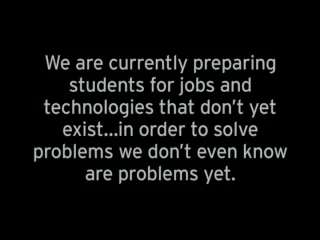 We are currently preparing
students for jobs and
technologies that don't yet
exist...in order to solve
problems we don't even know
are problems yet.